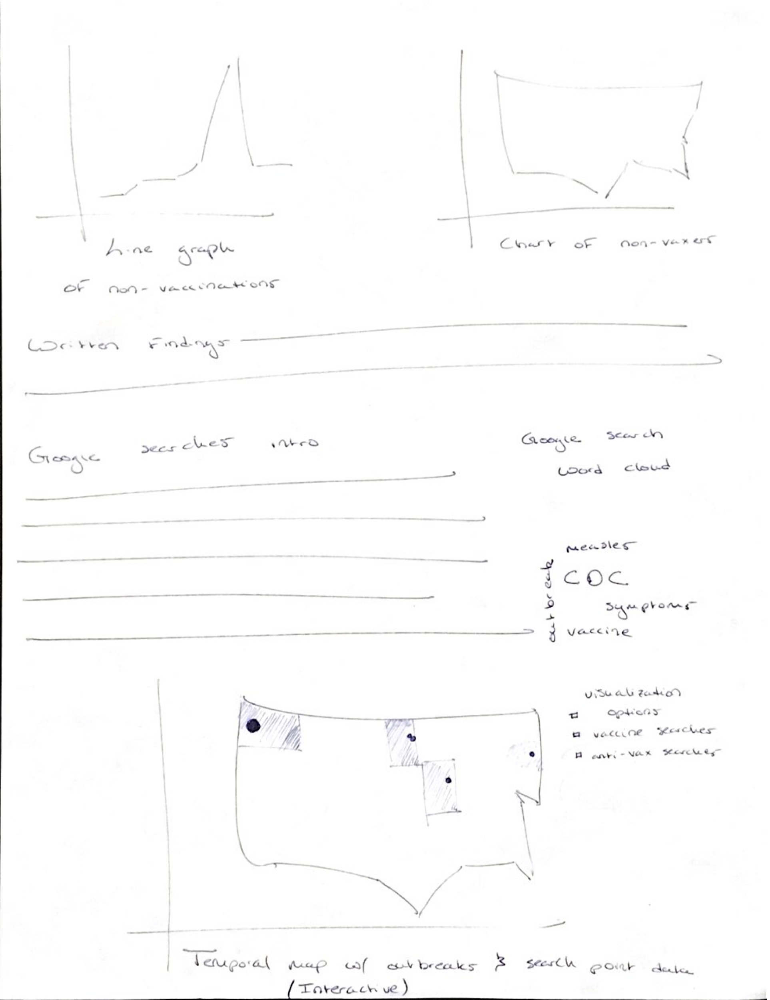 Line graph
of non-vaccinations
Chart of non-vaxers
Written Findings
Google searches intro
Google search
word cloud
measles
outbreak
CDC
symptoms
vaccine
visualization
options
vaccine searches
anti-vax searches
Temporal map w/ outbreaks & search point data
(Interactive)